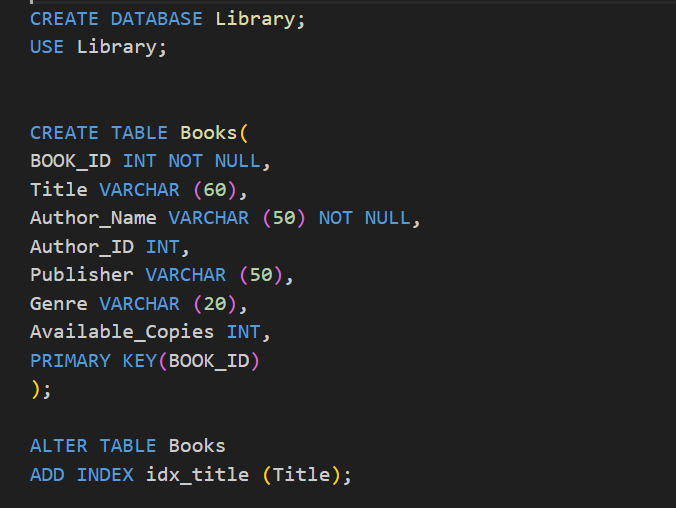 CREATE DATABASE Library;
USE Library;
CREATE TABLE Books(
BOOK_ID INT NOT NULL,
Title VARCHAR (60),
Author_Name VARCHAR (50) NOT NULL,
Author_ID INT,
Publisher VARCHAR (50),
Genre VARCHAR (20),
Available_Copies INT,
PRIMARY KEY(BOOK_ID)
);
ALTER TABLE Books
ADD INDEX idx_title (Title);